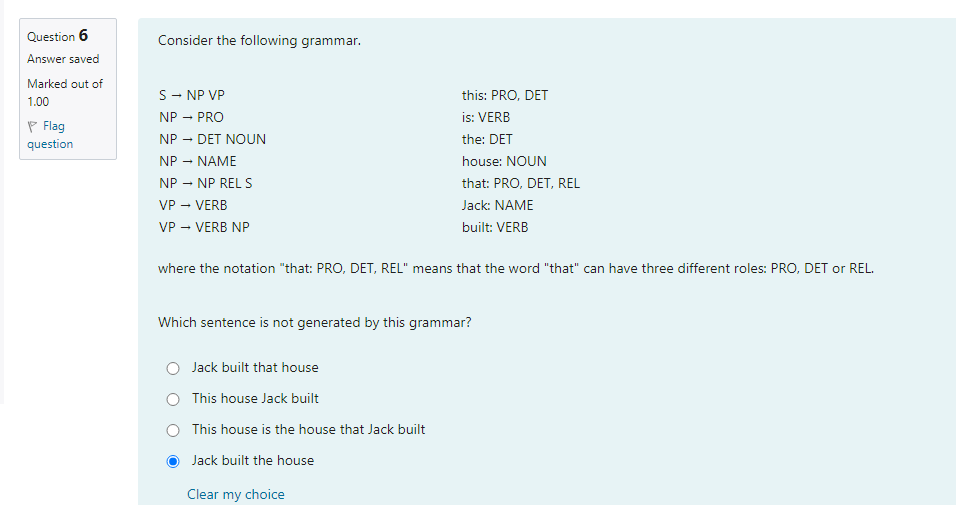 Question 6
Answer saved
Marked out of
1.00
Flag
question
Consider the following grammar.
S → NP VP
NP → PRO
NP → DET NOUN
NP → NAME
NP → NP REL S
VP → VERB
VP → VERB NP
this: PRO, DET
is: VERB
the: DET
house: NOUN
that: PRO, DET, REL
Jack: NAME
built: VERB
where the notation "that: PRO, DET, REL" means that the word "that" can have three different roles: PRO, DET or REL.
Which sentence is not generated by this grammar?
Jack built that house
This house Jack built
This house is the house that Jack built
Jack built the house
Clear my choice